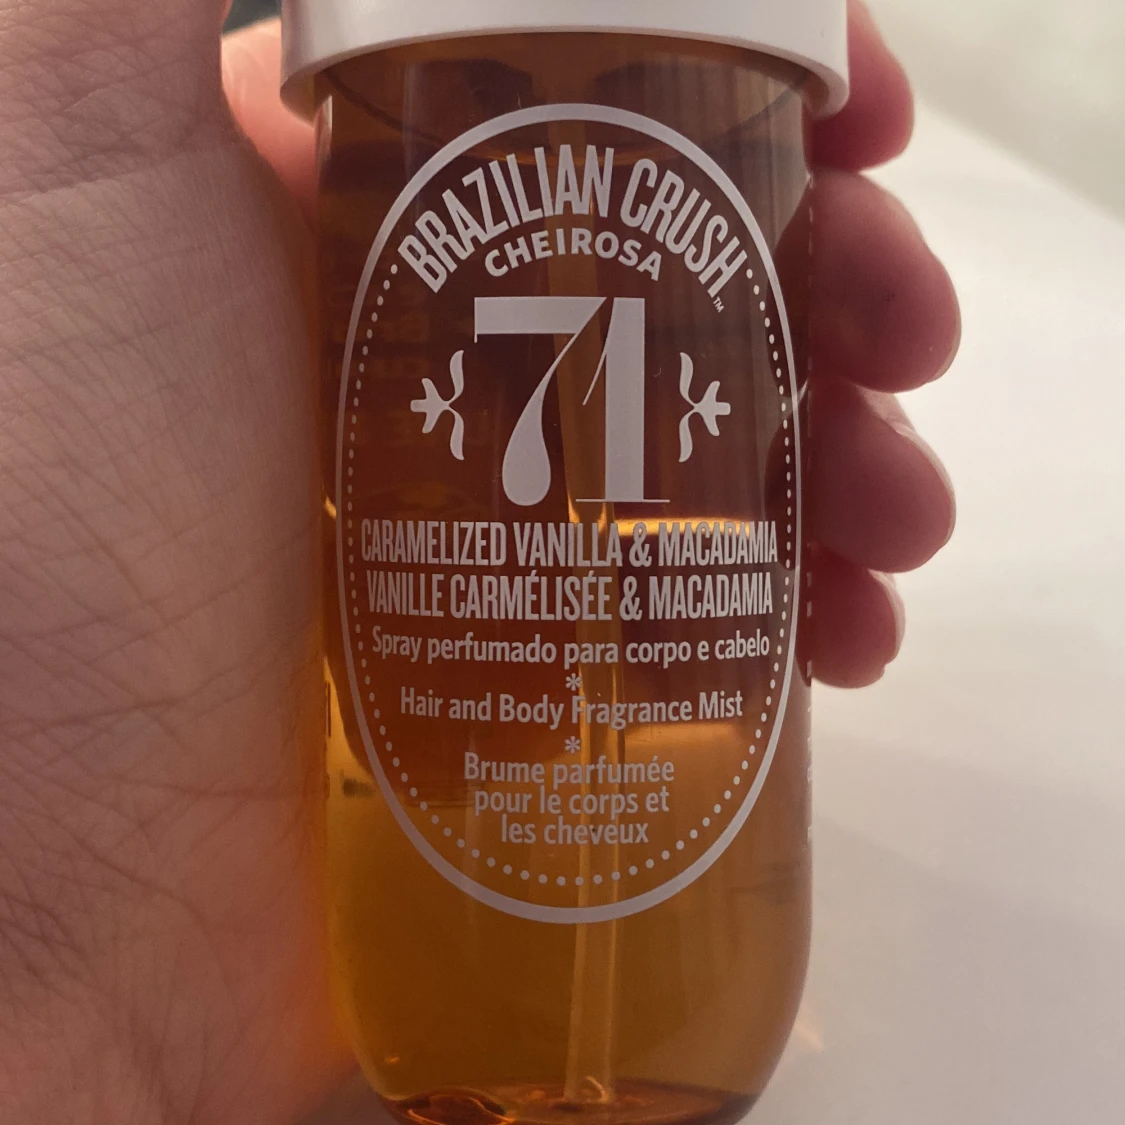 BRAZILIAN CRUSH™
CHEIROSA
71
CARAMELIZED VANILLA & MACADAMIA
VANILLE CARMÉLISÉE & MACADAMIA
Spray perfumado para corpo e cabelo
*
Hair and Body Fragrance Mist
*
Brume parfumée
pour le corps et
les cheveux